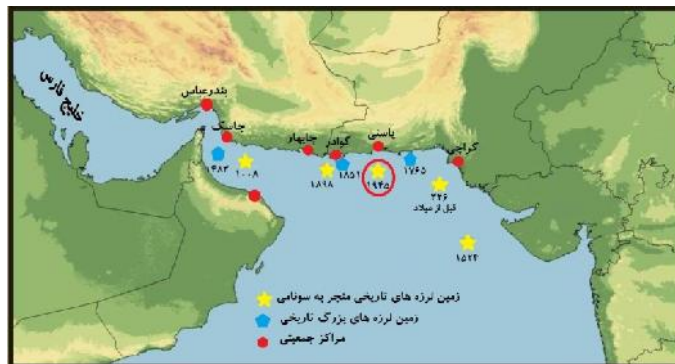 خلیج فارس
بندرعباس
جاسک
چابهار
گوادر
پاسنی
کراچی
۱۴۸۳
۱۰۰۸
۱۸۹۸
۱۸۵۱
۱۹۴۵
۱۷۶۵
۳۲۶
قبل از میلاد
۱۵۲۴
زمین لرزه های تاریخی منجر به سونامی
زمین لرزه های بزرگ تاریخی
مراکز جمعیتی